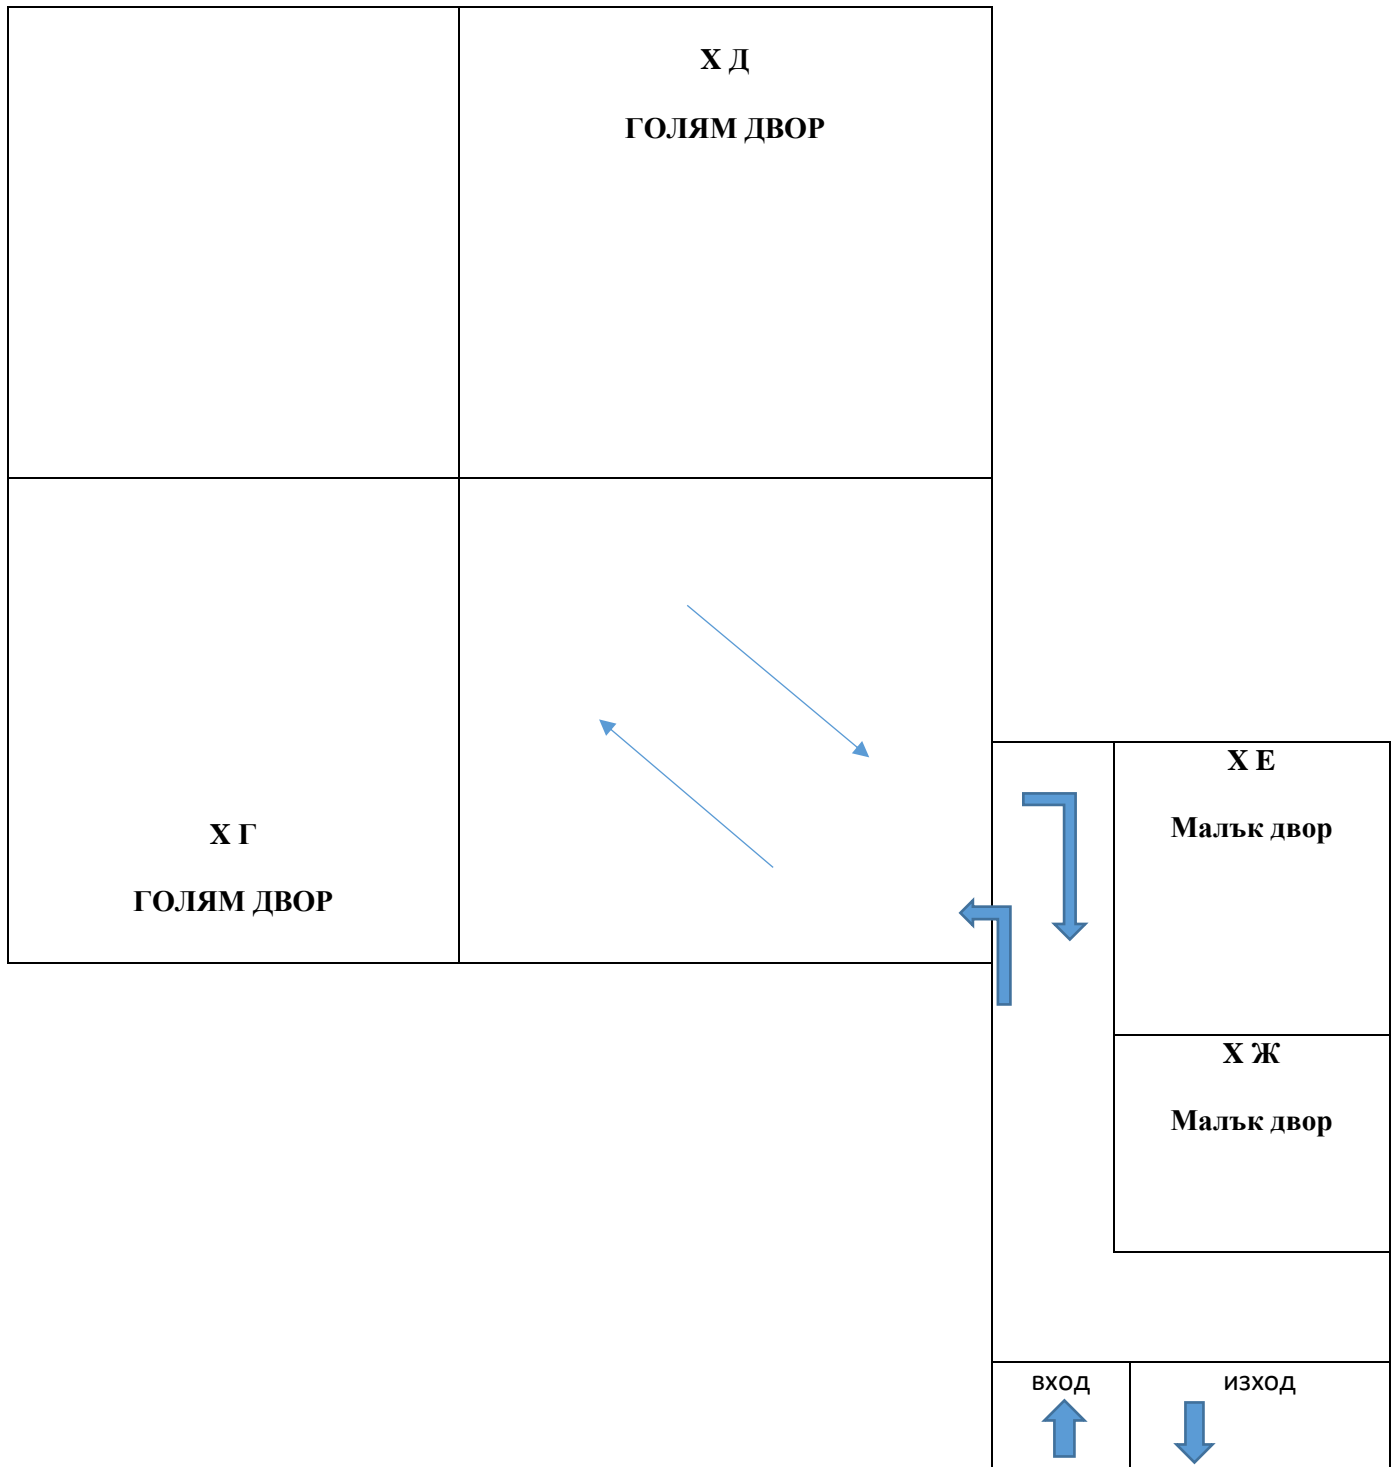 Х Д
ГОЛЯМ ДВОР
Х Г
ГОЛЯМ ДВОР
Х Е
Малък двор
Х Ж
Малък двор
вход
изход